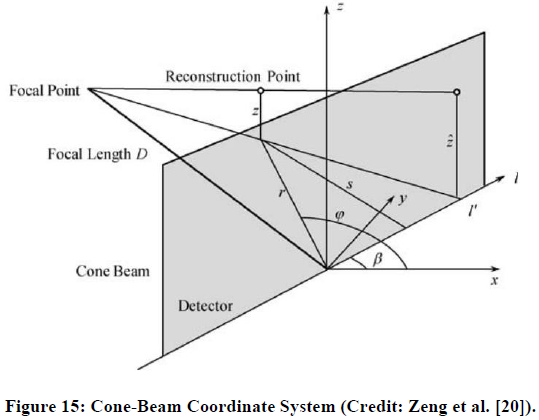 z
Reconstruction Point
Focal Point
z
ẑ
Focal Length D
l
s
r
y
l'
φ
β
Cone Beam
x
Detector
Figure 15: Cone-Beam Coordinate System (Credit: Zeng et al. [20]).